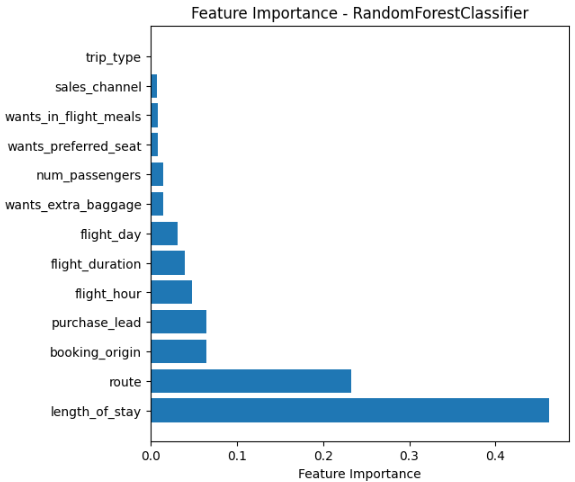 Feature Importance - RandomForestClassifier
trip_type
sales_channel
wants_in_flight_meals
wants_preferred_seat
num_passengers
wants_extra_baggage
flight_day
flight_duration
flight_hour
purchase_lead
booking_origin
route
length_of_stay
0.0 0.1 0.2 0.3 0.4
Feature Importance